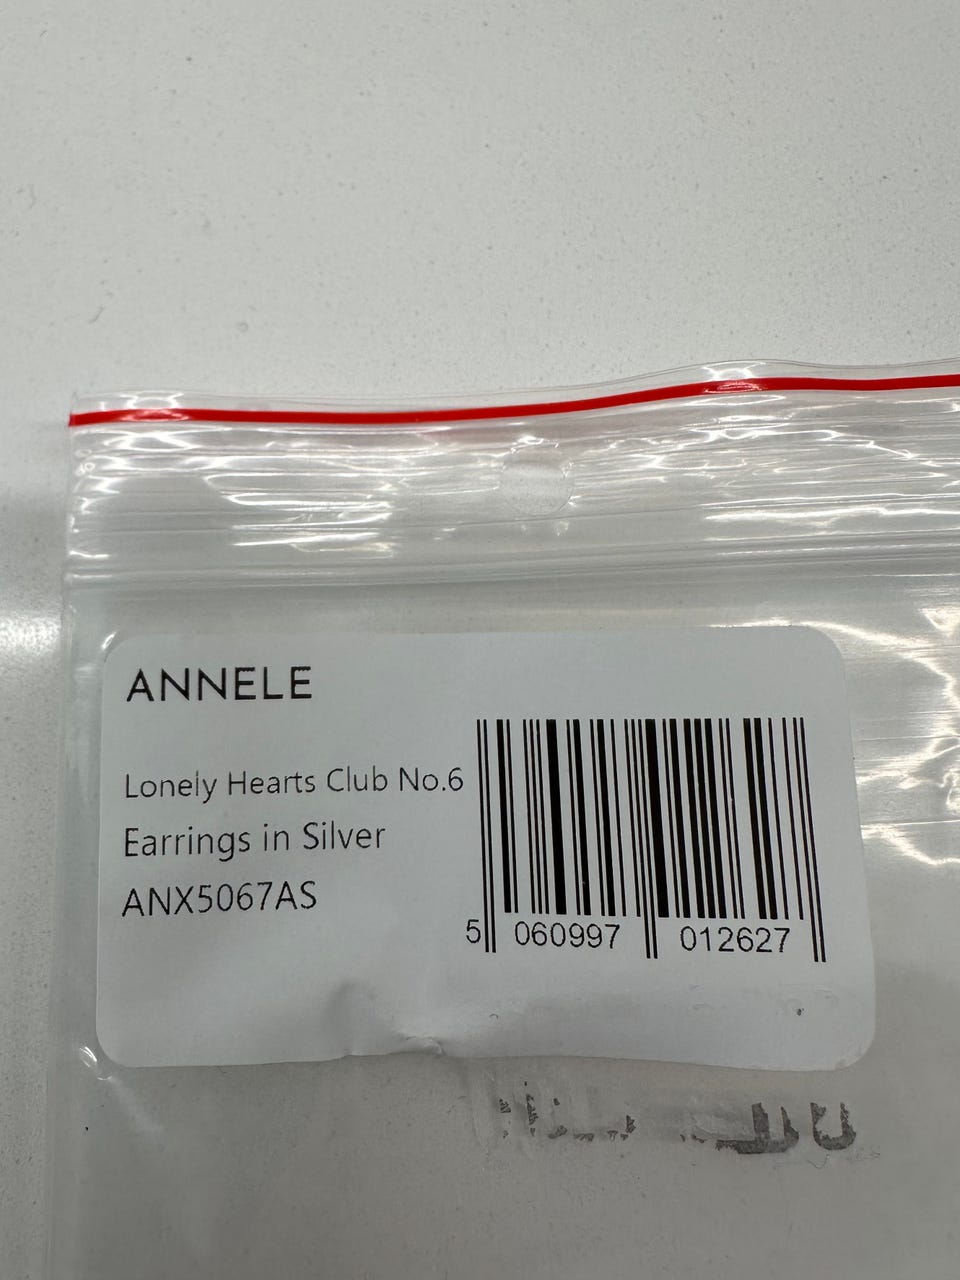 ANNELE
Lonely Hearts Club No.6
Earrings in Silver
ANX5067AS
5 060997 012627